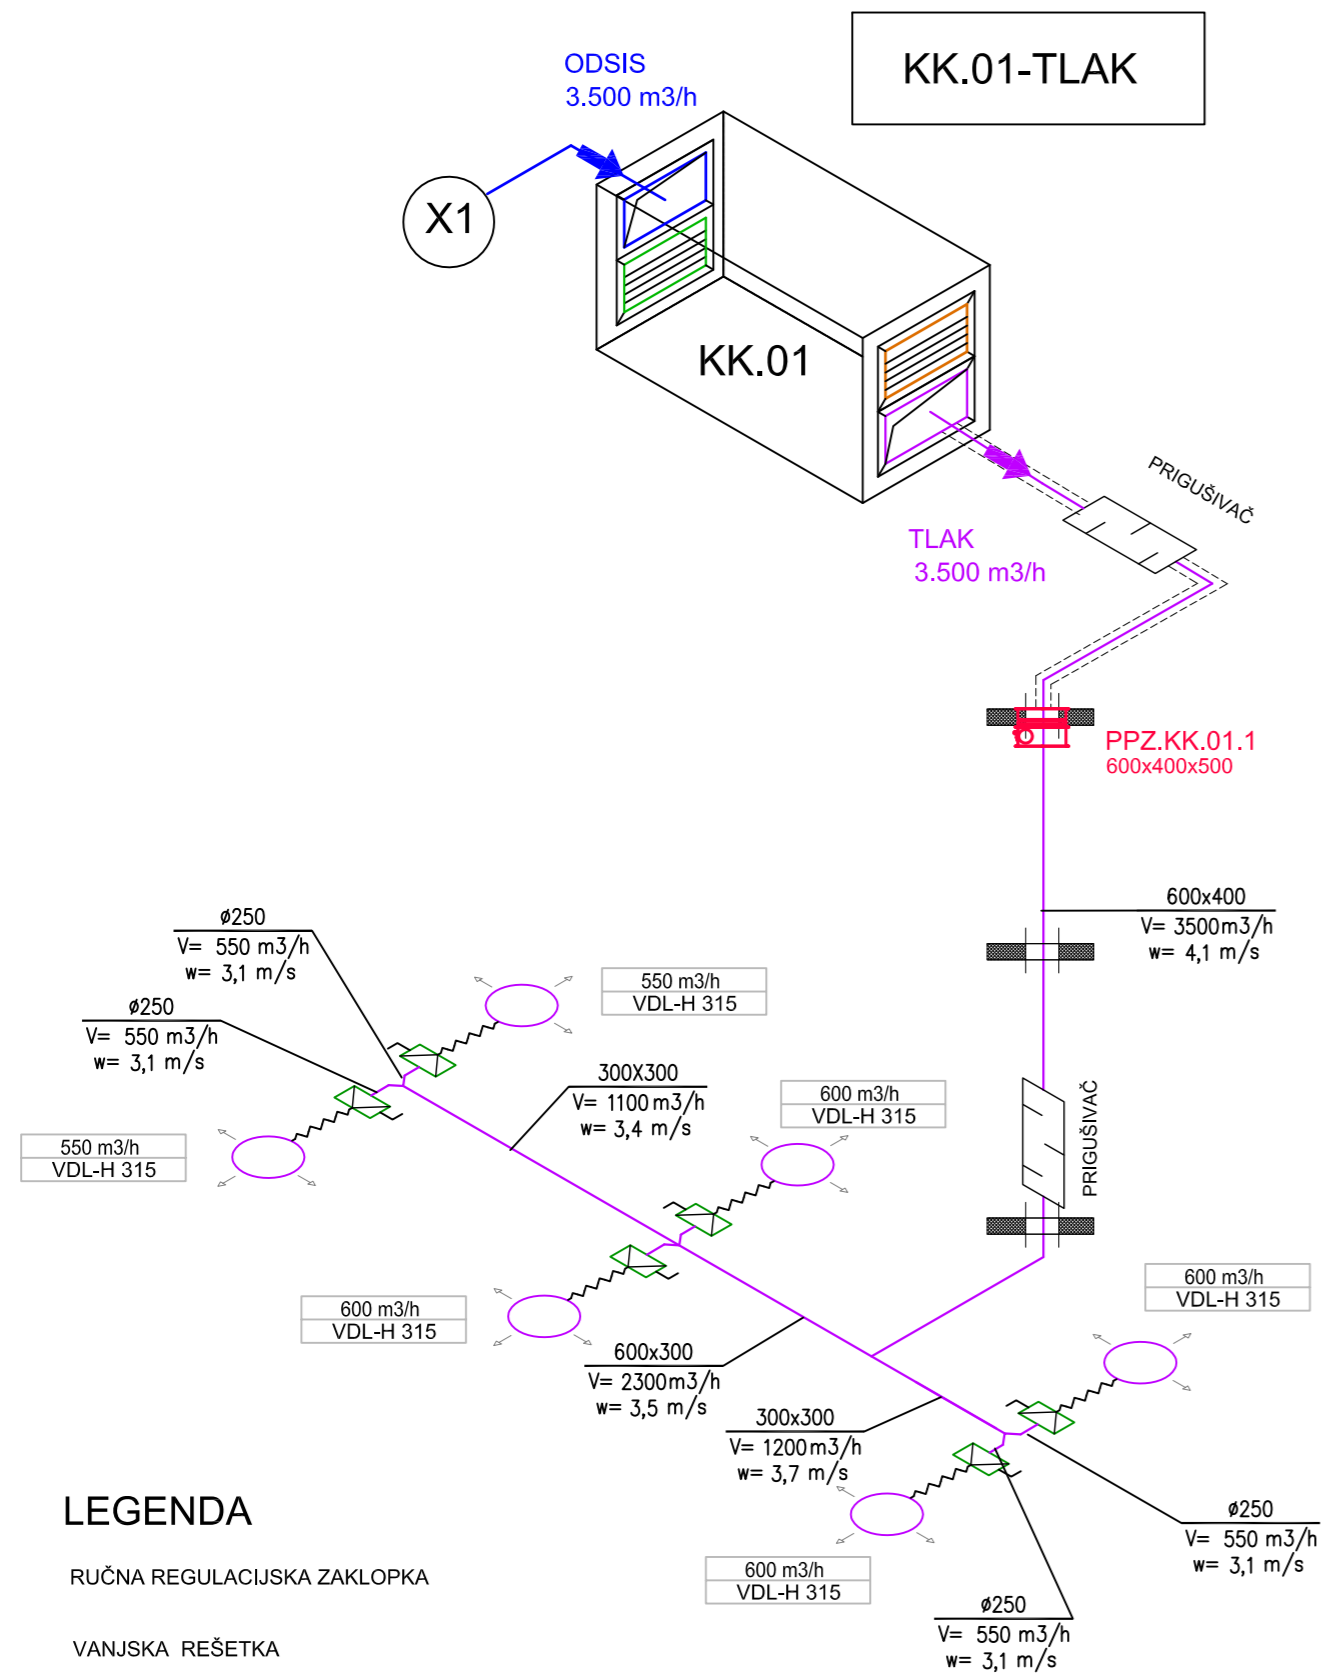 KK.01-TLAK
ODSIS
3.500 m3/h
X1
KK.01
PRIGUŠIVAČ
TLAK
3.500 m3/h
PPZ.KK.01.1
600x400x500
600x400
V= 3500m3/h
w= 4,1 m/s
ø250
V= 550 m3/h
w= 3,1 m/s
550 m3/h
VDL-H 315
ø250
V= 550 m3/h
w= 3,1 m/s
300X300
V= 1100m3/h
w= 3,4 m/s
600 m3/h
VDL-H 315
PRIGUŠIVAČ
550 m3/h
VDL-H 315
600 m3/h
VDL-H 315
600 m3/h
VDL-H 315
600x300
V= 2300m3/h
w= 3,5 m/s
300x300
V= 1200m3/h
w= 3,7 m/s
LEGENDA
ø250
V= 550 m3/h
w= 3,1 m/s
600 m3/h
VDL-H 315
RUČNA REGULACIJSKA ZAKLOPKA
ø250
V= 550 m3/h
w= 3,1 m/s
VANJSKA REŠETKA